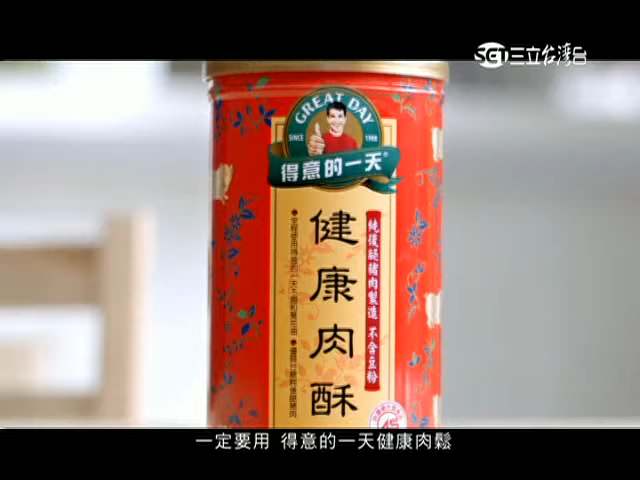 SET三立台灣台
GREAT DAY
SINCE 1988
得意的一天
健康肉酥
純後腿豬肉製造 不含豆粉
一定要用 得意的一天健康肉鬆